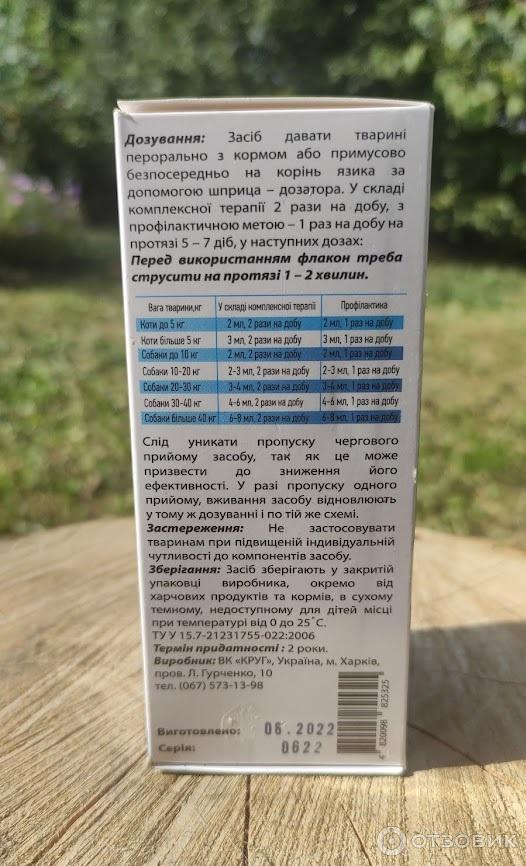 Дозування: Засіб давати тварині
перорально з кормом або примусово
безпосередньо на корінь язика за
допомогою шприца – дозатора. У складі
комплексної терапії 2 рази на добу, з
профілактичною метою – 1 раз на добу на
протязі 5 – 7 діб, у наступних дозах:
Перед використанням флакон треба
струсити на протязі 1 – 2 хвилин.
Вага тварини,кг У складі комплексної терапії Профілактика
Коти до 5 кг 2 мл, 2 рази на добу 2 мл, 1 раз на добу
Коти більше 5 кг 3 мл, 2 рази на добу 3 мл, 1 раз на добу
Собаки до 10 кг 2 мл, 2 рази на добу 2 мл, 1 раз на добу
Собаки 10-20 кг 2-3 мл, 2 рази на добу 2-3 мл, 1 раз на добу
Собаки 20-30 кг 3-4 мл, 2 рази на добу 3-4 мл, 1 раз на добу
Собаки 30-40 кг 4-6 мл, 2 рази на добу 4-6 мл, 1 раз на добу
Собаки більше 40 кг 6-8 мл, 2 рази на добу 6-8 мл, 1 раз на добу
Слід уникати пропуску чергового
прийому засобу, так як це може
призвести до зниження його
ефективності. У разі пропуску одного
прийому, вживання засобу відновлюють
у тому ж дозуванні і по тій же схемі.
Застереження: Не застосовувати
тваринам при підвищеній індивідуальній
чутливості до компонентів засобу.
Зберігання: Засіб зберігають у закритій
упаковці виробника, окремо від
харчових продуктів та кормів, в сухому
темному, недоступному для дітей місці
при температурі від 0 до 25˚С.
ТУ У 15.7-21231755-022:2006
Термін придатності: 2 роки.
Виробник: ВК «КРУГ», Україна, м. Харків,
пров. Л. Гурченко, 10
тел. (067) 573-13-98
Виготовлено: 06.2022
Серія: 0622
4 820098 825325
отзовик